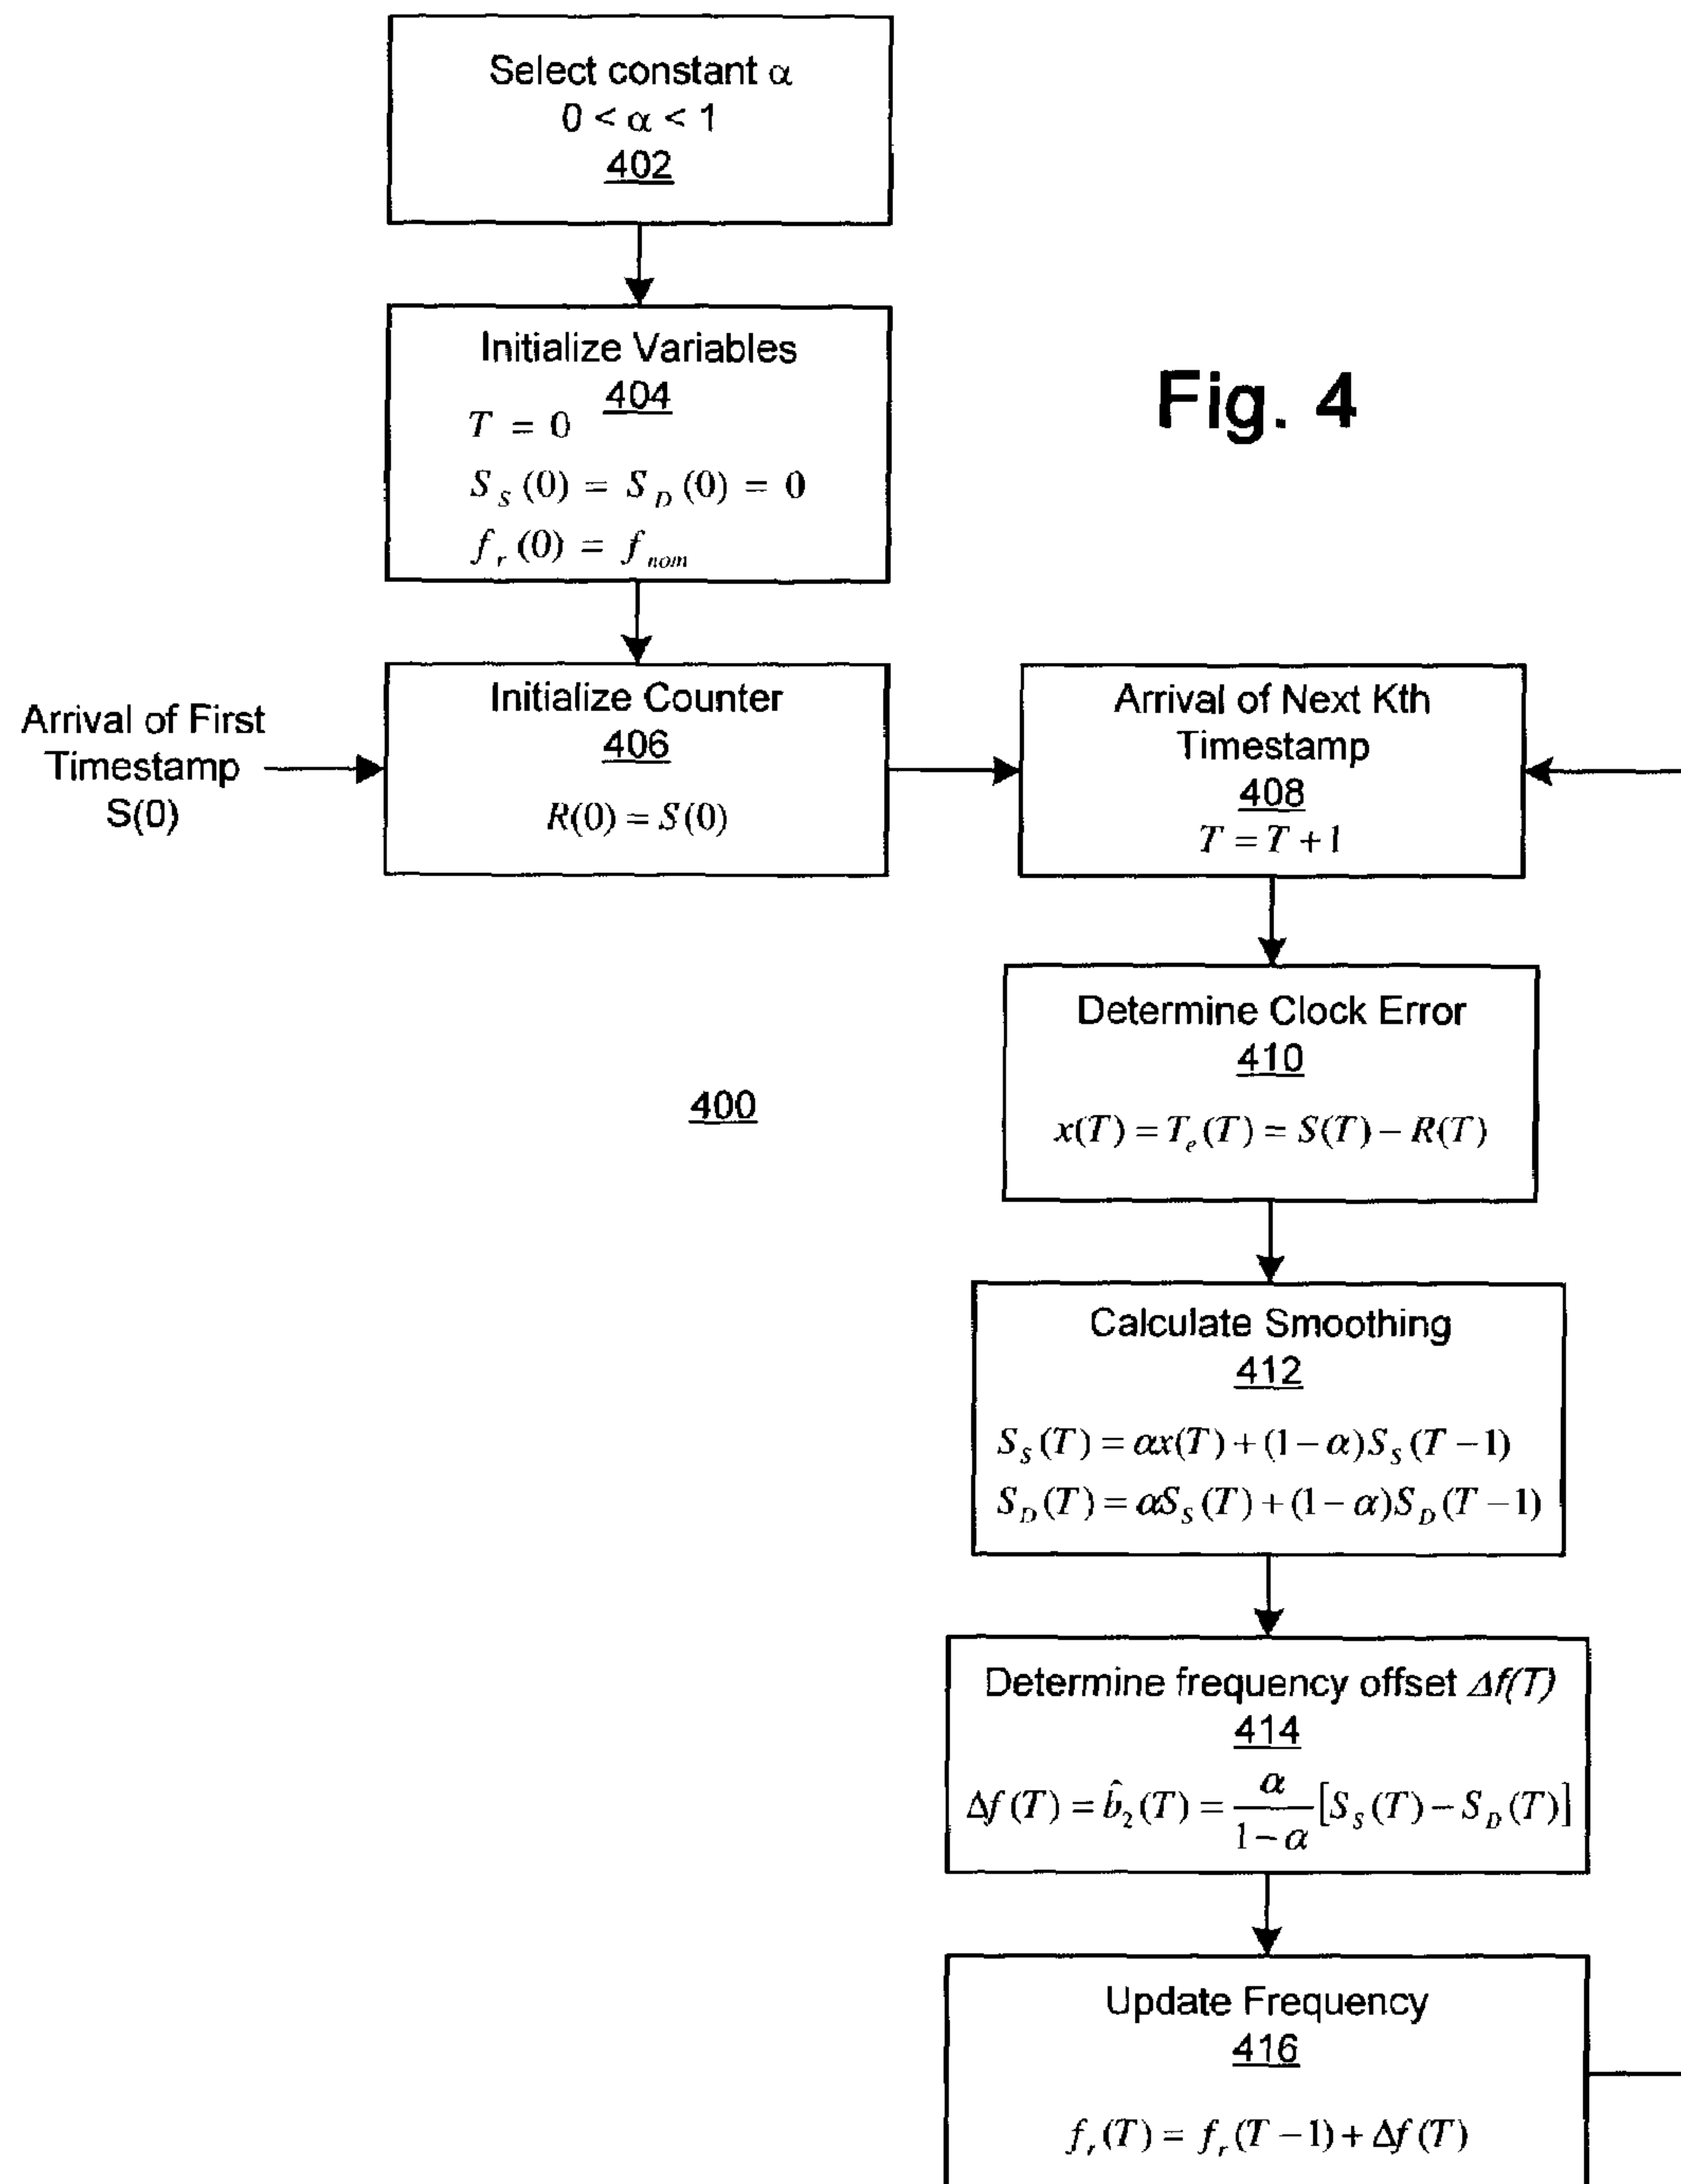 Select constant α
0 < α < 1
402
Initialize Variables
404
T = 0
S_S(0) = S_D(0) = 0
f_r(0) = f_nom
Fig. 4
Arrival of First
Timestamp
S(0)
Initialize Counter
406
R(0) = S(0)
Arrival of Next Kth
Timestamp
408
T = T + 1
Determine Clock Error
410
x(T) = T_e(T) = S(T) − R(T)
400
Calculate Smoothing
412
S_S(T) = αx(T) + (1 − α)S_S(T − 1)
S_D(T) = αS_S(T) + (1 − α)S_D(T − 1)
Determine frequency offset Δf(T)
414
Δf(T) = b̂_2(T) = α/(1 − α) [S_S(T) − S_D(T)]
Update Frequency
416
f_r(T) = f_r(T − 1) + Δf(T)